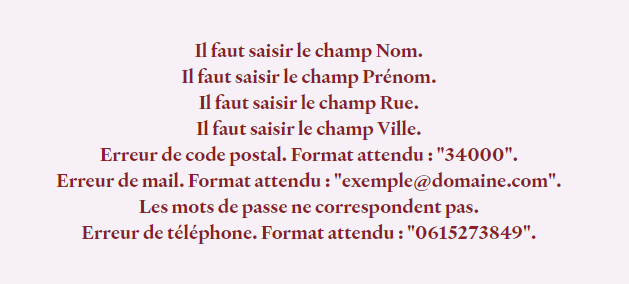 Il faut saisir le champ Nom.
Il faut saisir le champ Prénom.
Il faut saisir le champ Rue.
Il faut saisir le champ Ville.
Erreur de code postal. Format attendu : "34000".
Erreur de mail. Format attendu : "exemple@domaine.com".
Les mots de passe ne correspondent pas.
Erreur de téléphone. Format attendu : "0615273849".